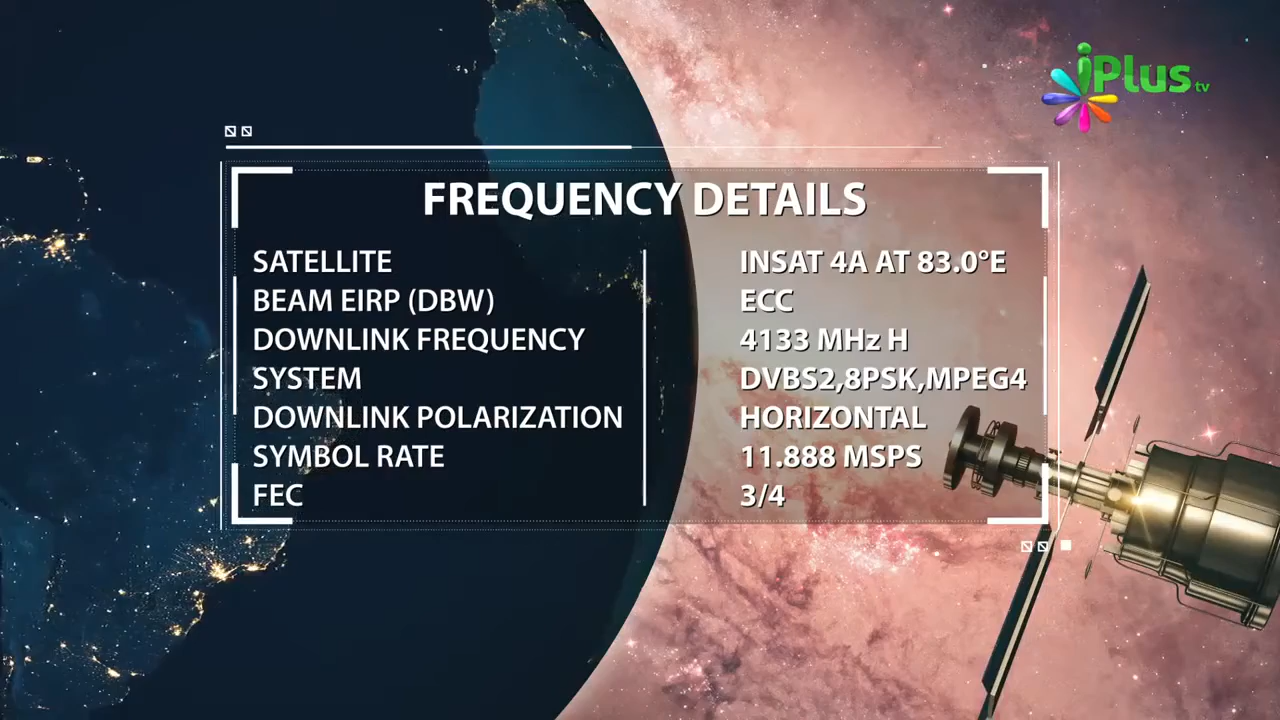 iPlus tv
FREQUENCY DETAILS
SATELLITE INSAT 4A AT 83.0°E
BEAM EIRP (DBW) ECC
DOWNLINK FREQUENCY 4133 MHz H
SYSTEM DVBS2,8PSK,MPEG4
DOWNLINK POLARIZATION HORIZONTAL
SYMBOL RATE 11.888 MSPS
FEC 3/4